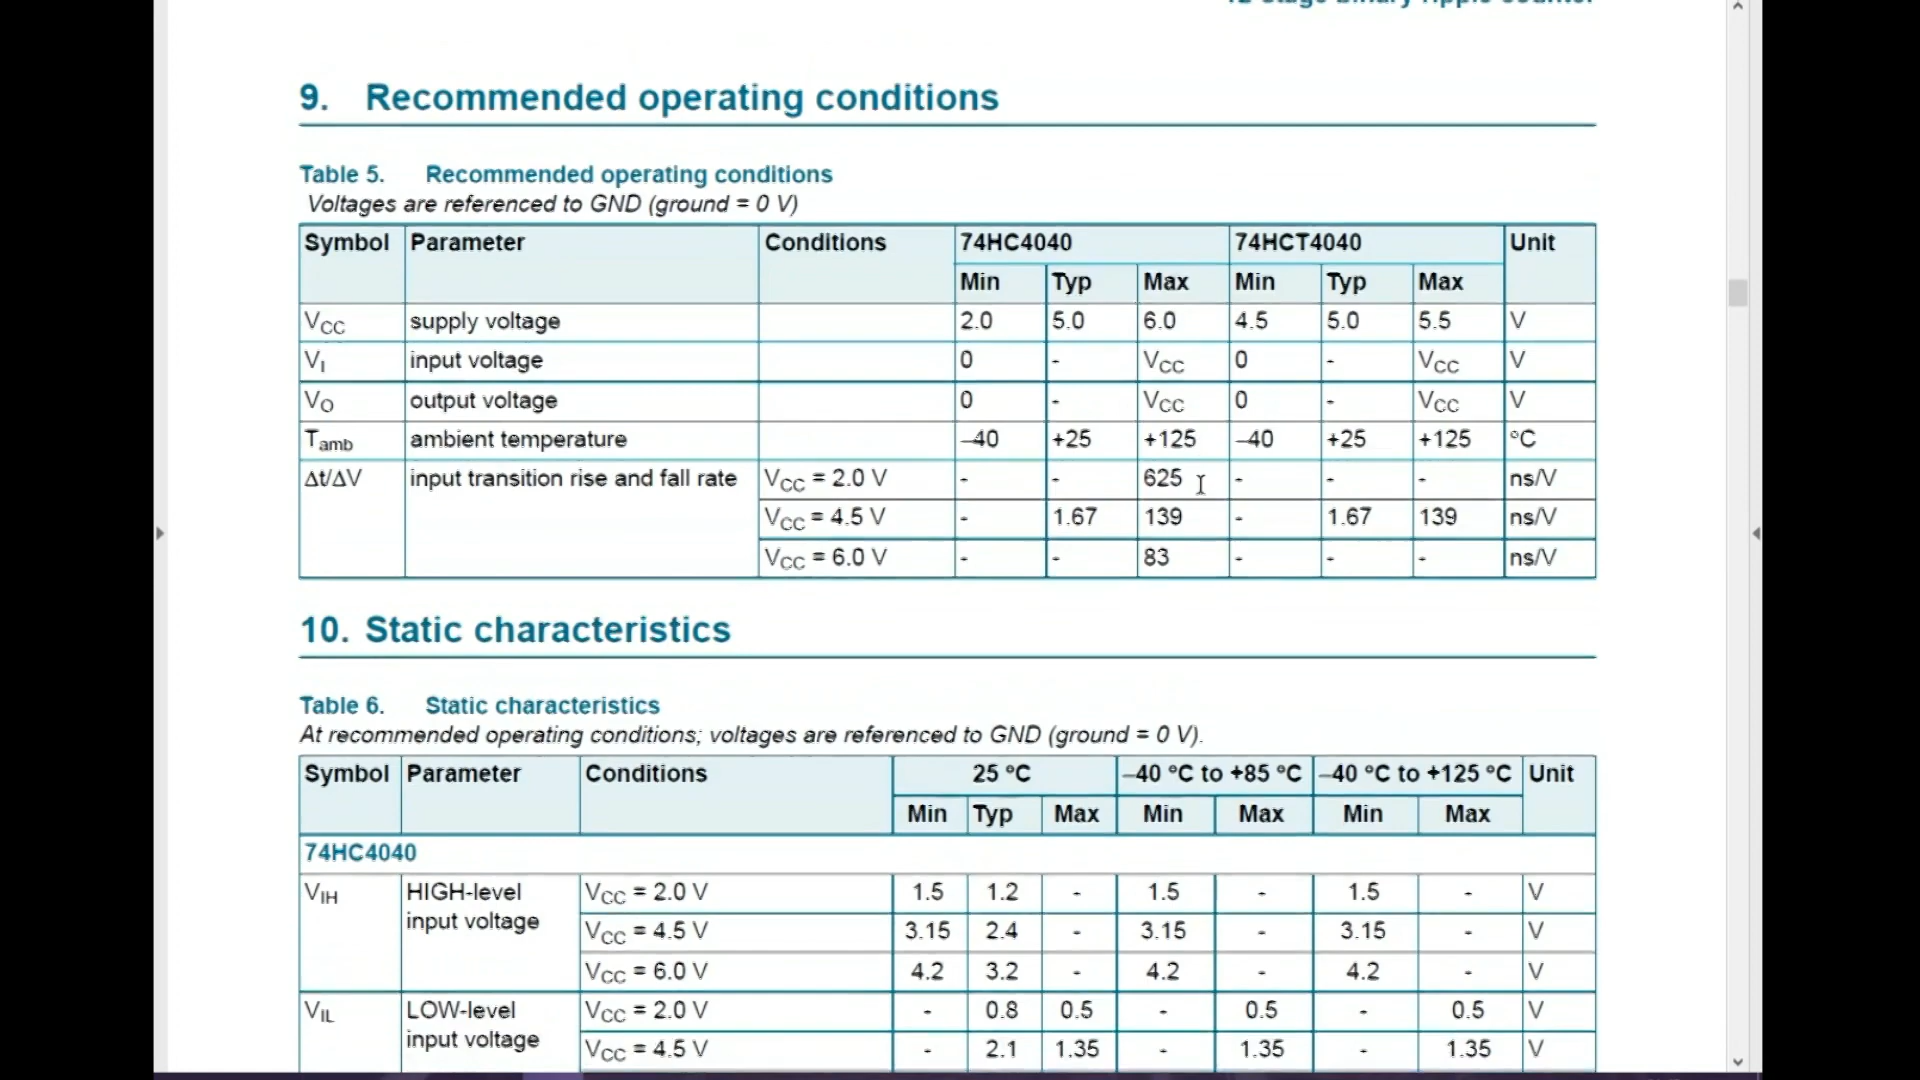 12-stage binary ripple counter
9. Recommended operating conditions
Table 5. Recommended operating conditions
Voltages are referenced to GND (ground = 0 V)
Symbol Parameter Conditions 74HC4040 74HCT4040 Unit
Min Typ Max Min Typ Max
VCC supply voltage 2.0 5.0 6.0 4.5 5.0 5.5 V
VI input voltage 0 - VCC 0 - VCC V
VO output voltage 0 - VCC 0 - VCC V
Tamb ambient temperature –40 +25 +125 –40 +25 +125 °C
Δt/ΔV input transition rise and fall rate VCC = 2.0 V - - 625 - - - ns/V
VCC = 4.5 V - 1.67 139 - 1.67 139 ns/V
VCC = 6.0 V - - 83 - - - ns/V
10. Static characteristics
Table 6. Static characteristics
At recommended operating conditions; voltages are referenced to GND (ground = 0 V).
Symbol Parameter Conditions 25 °C –40 °C to +85 °C –40 °C to +125 °C Unit
Min Typ Max Min Max Min Max
74HC4040
VIH HIGH-level VCC = 2.0 V 1.5 1.2 - 1.5 - 1.5 - V
input voltage VCC = 4.5 V 3.15 2.4 - 3.15 - 3.15 - V
VCC = 6.0 V 4.2 3.2 - 4.2 - 4.2 - V
VIL LOW-level VCC = 2.0 V - 0.8 0.5 - 0.5 - 0.5 V
input voltage VCC = 4.5 V - 2.1 1.35 - 1.35 - 1.35 V